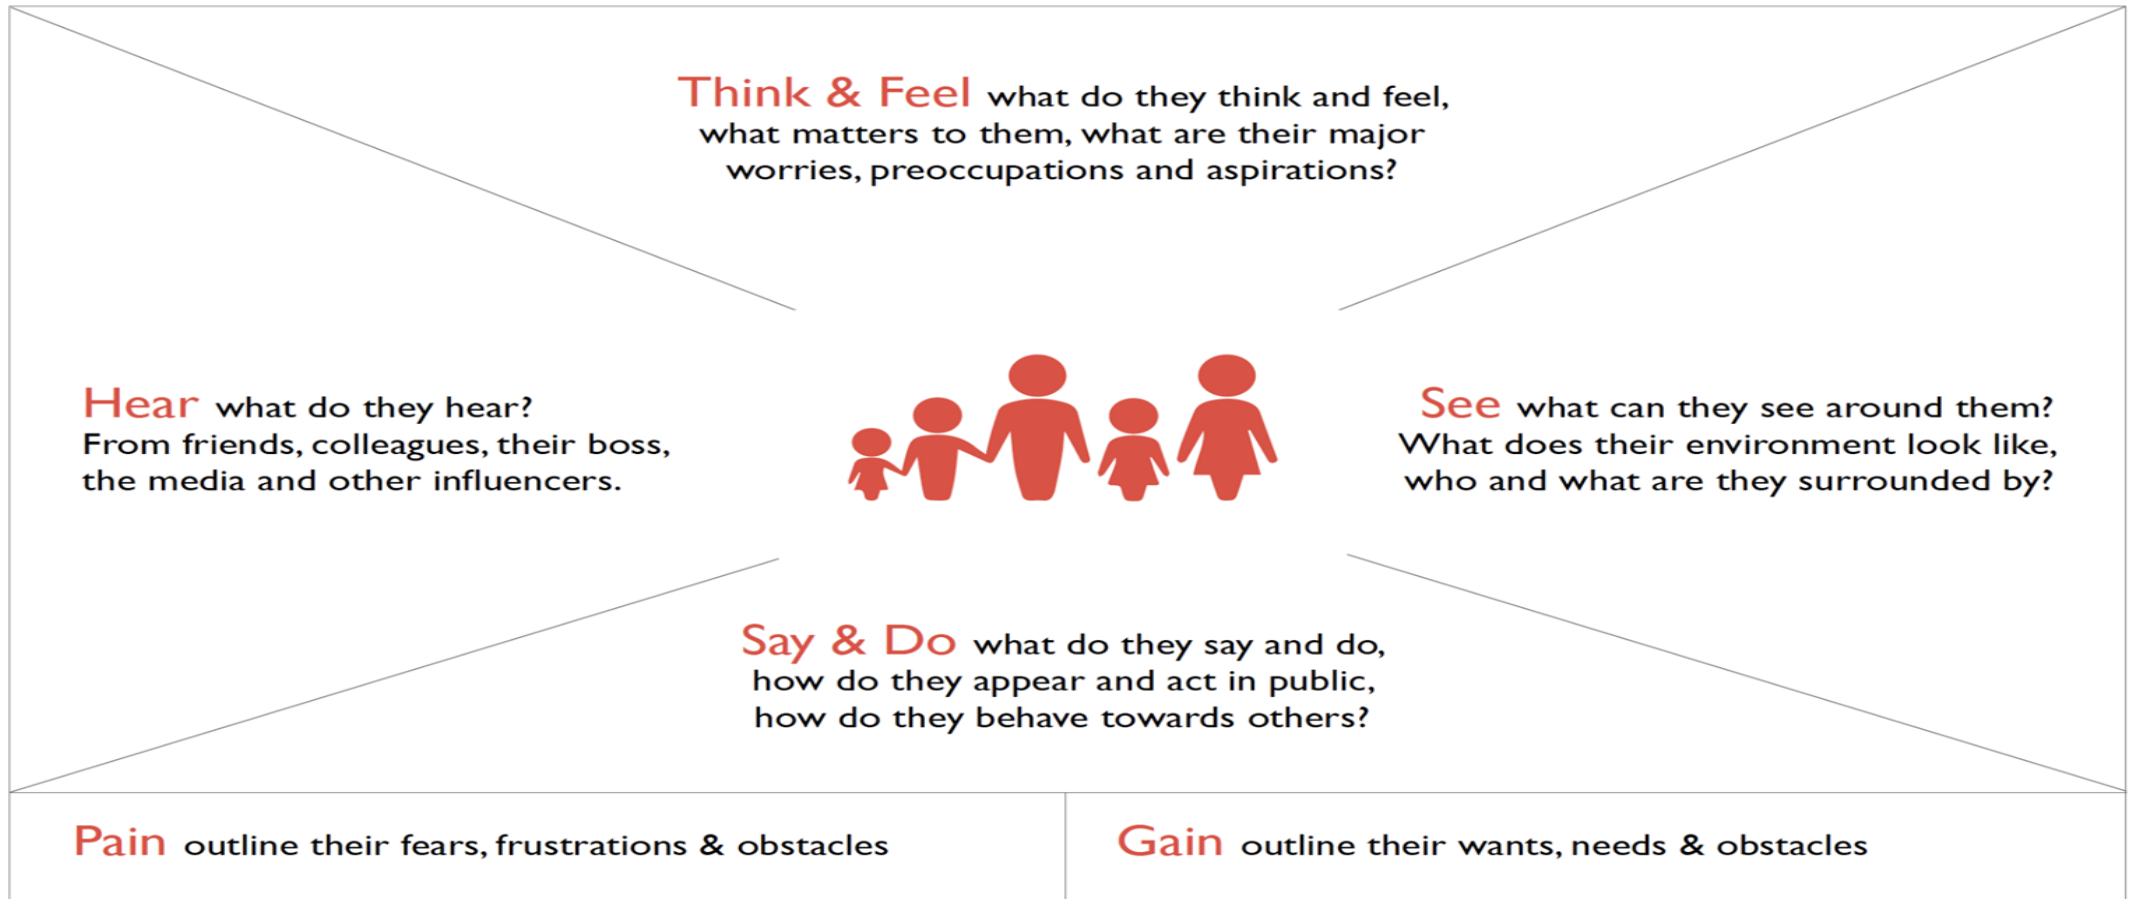 Think & Feel what do they think and feel,
what matters to them, what are their major
worries, preoccupations and aspirations?
Hear what do they hear?
From friends, colleagues, their boss,
the media and other influencers.
See what can they see around them?
What does their environment look like,
who and what are they surrounded by?
Say & Do what do they say and do,
how do they appear and act in public,
how do they behave towards others?
Pain outline their fears, frustrations & obstacles
Gain outline their wants, needs & obstacles